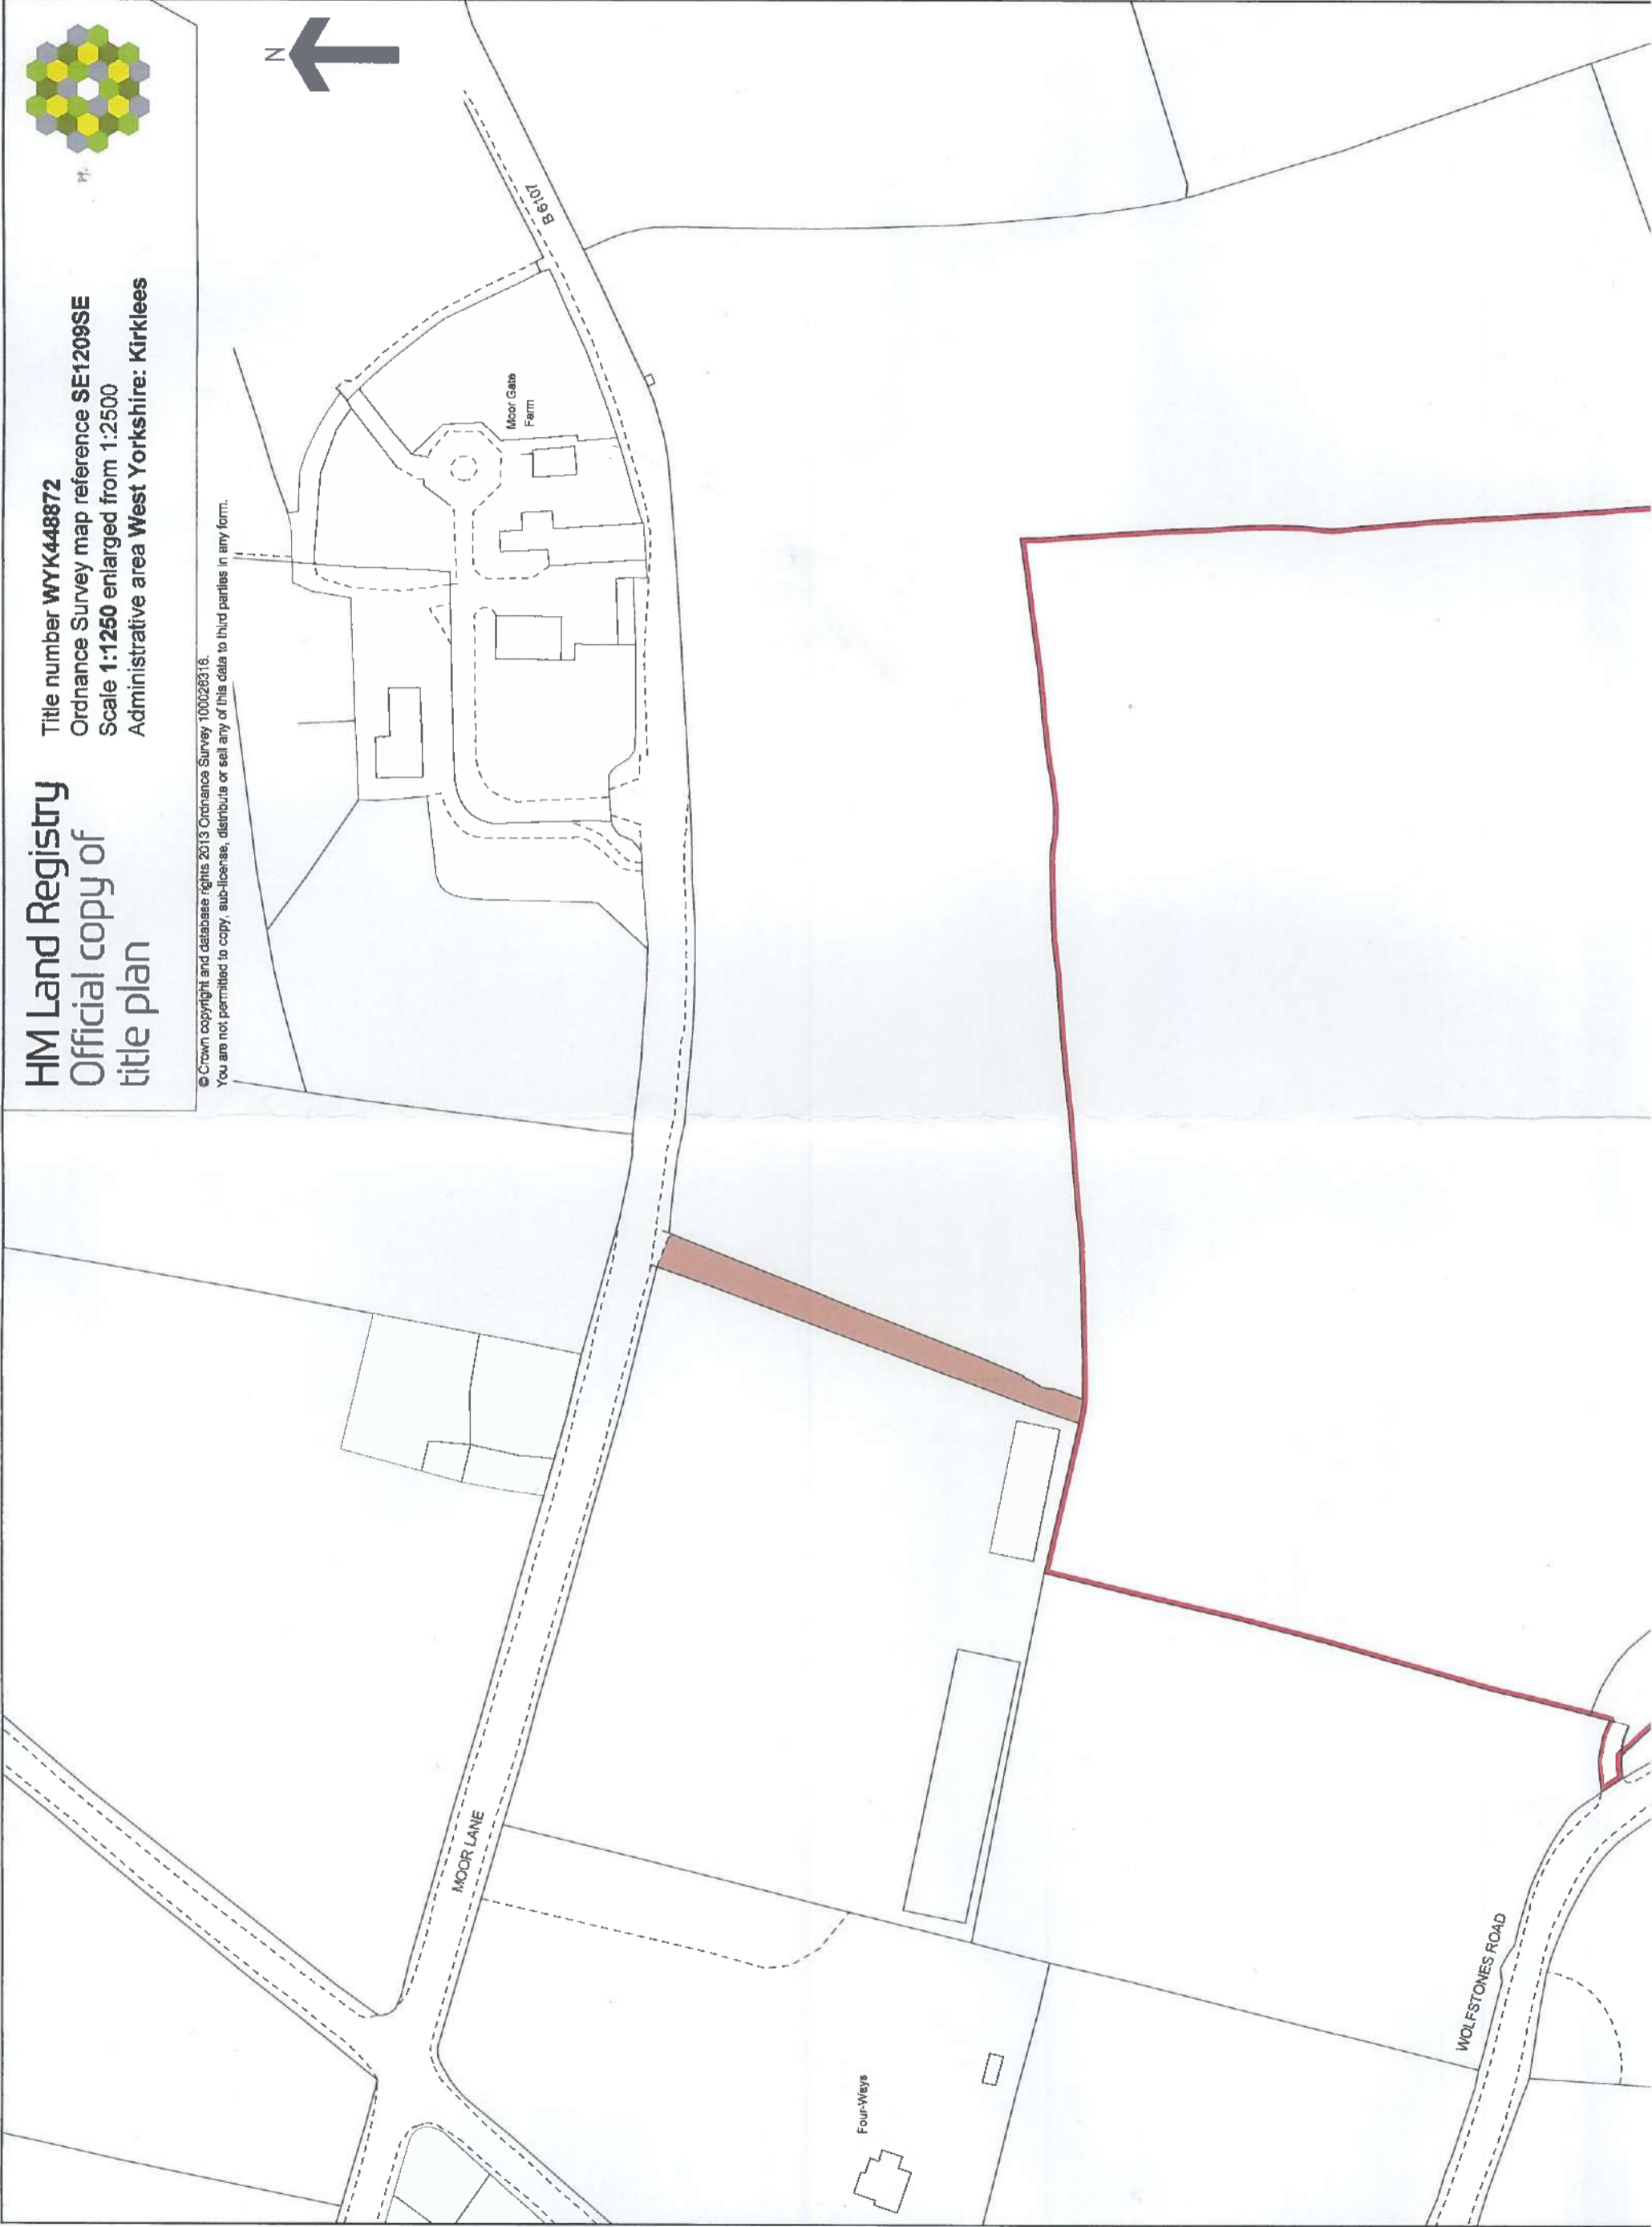 HM Land Registry
Official copy of
title plan
Title number WYK448872
Ordnance Survey map reference SE1209SE
Scale 1:1250 enlarged from 1:2500
Administrative area West Yorkshire: Kirklees
© Crown copyright and database rights 2013 Ordnance Survey 100026316.
You are not permitted to copy, sub-license, distribute or sell any of this data to third parties in any form.
N
B 6107
Moor Gate
Farm
MOOR LANE
Four-Ways
WOLFSTONES ROAD